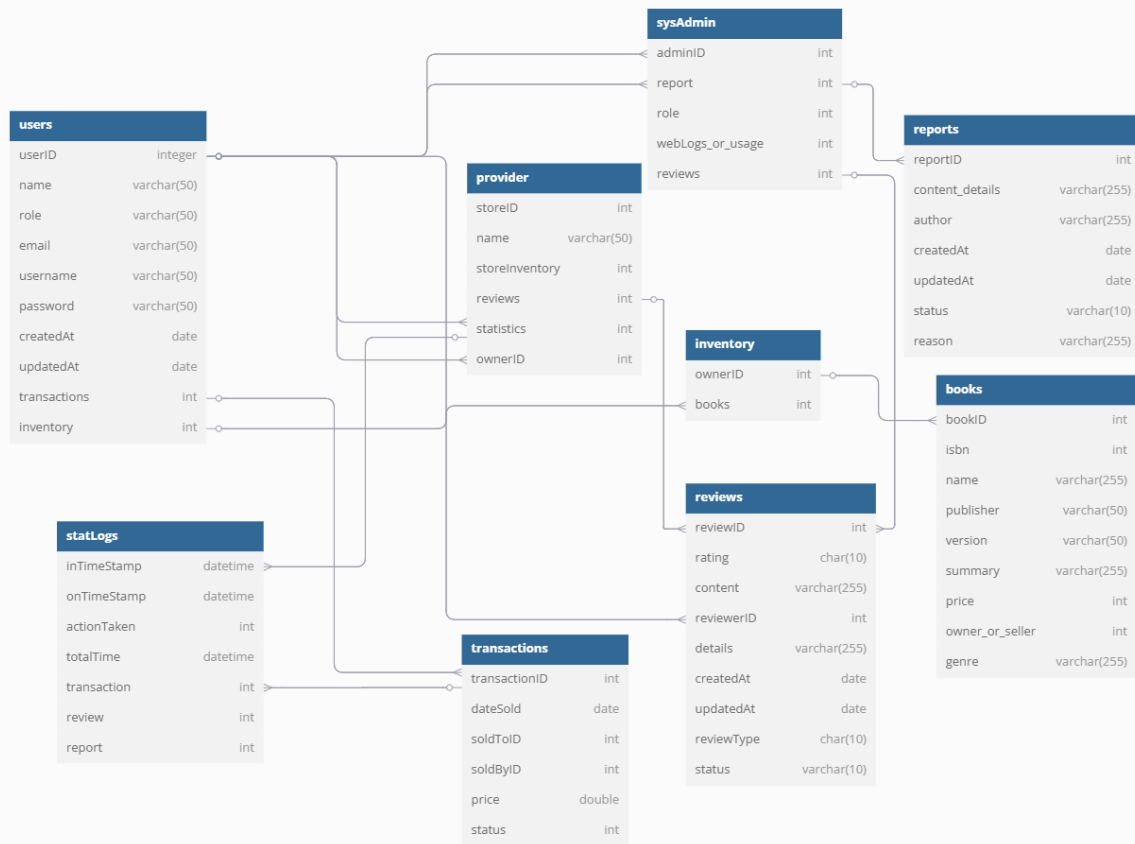 sysAdmin
adminID int
report int
role int
webLogs_or_usage int
reviews int
users
userID integer
name varchar(50)
role varchar(50)
email varchar(50)
username varchar(50)
password varchar(50)
createdAt date
updatedAt date
transactions int
inventory int
reports
reportID int
content_details varchar(255)
author varchar(255)
createdAt date
updatedAt date
status varchar(10)
reason varchar(255)
provider
storeID int
name varchar(50)
storeInventory int
reviews int
statistics int
ownerID int
inventory
ownerID int
books int
books
bookID int
isbn int
name varchar(255)
publisher varchar(50)
version varchar(50)
summary varchar(255)
price int
owner_or_seller int
genre varchar(255)
reviews
reviewID int
rating char(10)
content varchar(255)
reviewerID int
details varchar(255)
createdAt date
updatedAt date
reviewType char(10)
status varchar(10)
statLogs
inTimeStamp datetime
onTimeStamp datetime
actionTaken int
totalTime datetime
transaction int
review int
report int
transactions
transactionID int
dateSold date
soldToID int
soldByID int
price double
status int